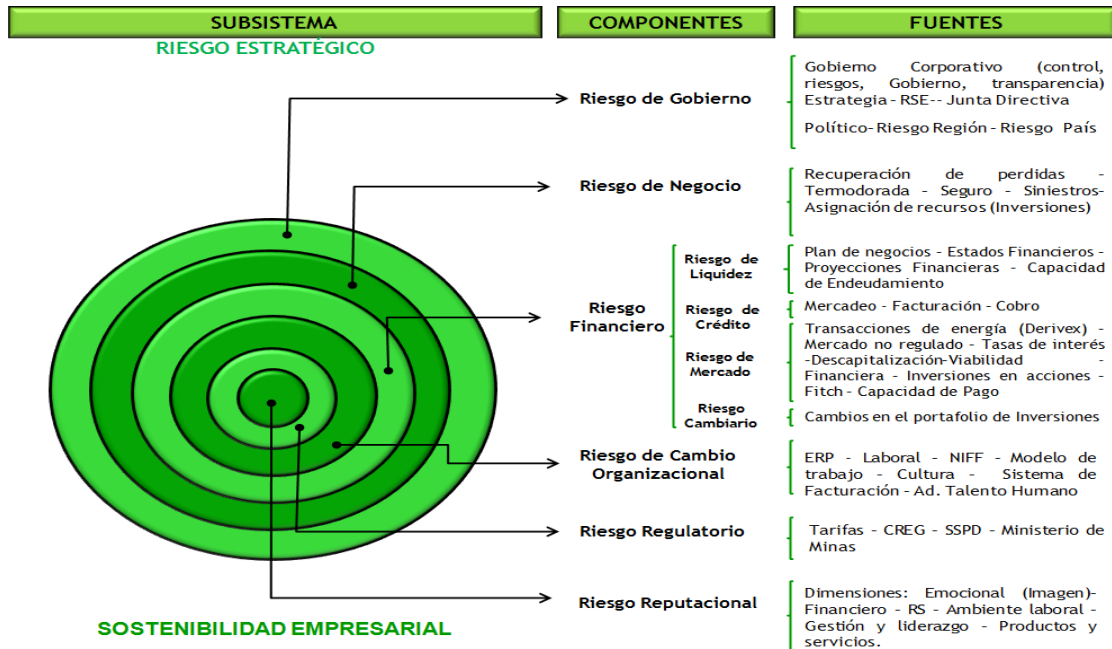 SUBSISTEMA
COMPONENTES
FUENTES
RIESGO ESTRATÉGICO
Riesgo de Gobierno
Gobierno Corporativo (control,
riesgos, Gobierno, transparencia)
Estrategia - RSE-- Junta Directiva
Político- Riesgo Región - Riesgo País
Riesgo de Negocio
Recuperación de perdidas -
Termodorada - Seguro - Siniestros-
Asignación de recursos (Inversiones)
Riesgo
Financiero
Riesgo de
Liquidez
Plan de negocios - Estados Financieros -
Proyecciones Financieras - Capacidad
de Endeudamiento
Riesgo de
Crédito
Mercadeo - Facturación - Cobro
Riesgo de
Mercado
Transacciones de energía (Derivex) -
Mercado no regulado - Tasas de interés
-Descapitalización-Viabilidad -
Financiera - Inversiones en acciones -
Fitch - Capacidad de Pago
Riesgo
Cambiario
Cambios en el portafolio de Inversiones
Riesgo de Cambio
Organizacional
ERP - Laboral - NIFF - Modelo de
trabajo - Cultura - Sistema de
Facturación - Ad. Talento Humano
Riesgo Regulatorio
Tarifas - CREG - SSPD - Ministerio de
Minas
Riesgo Reputacional
Dimensiones: Emocional (Imagen)-
Financiero - RS - Ambiente laboral -
Gestión y liderazgo - Productos y
servicios.
SOSTENIBILIDAD EMPRESARIAL